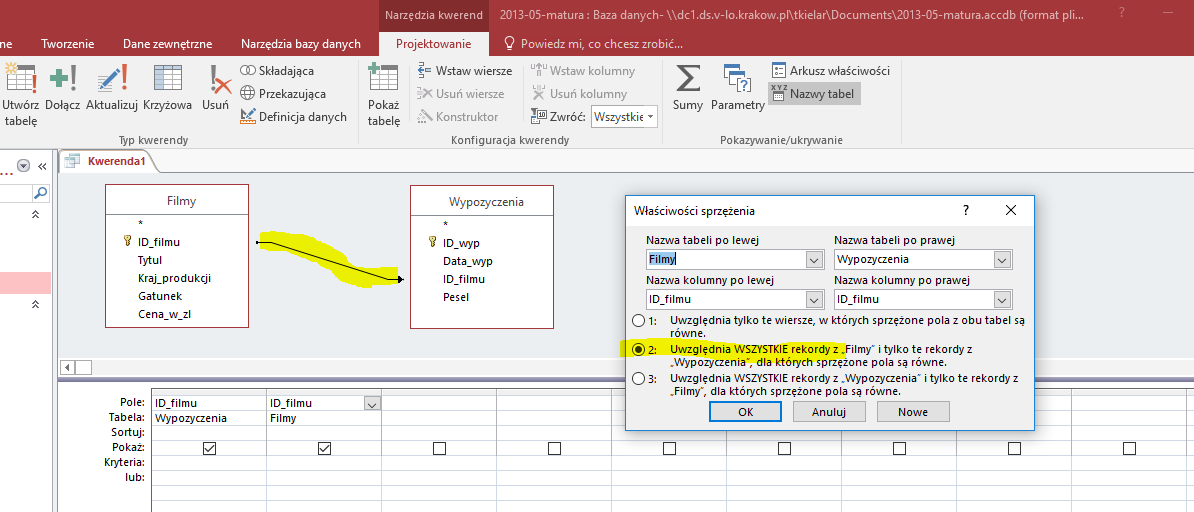 Narzędzia kwerend
2013-05-matura : Baza danych- \\dc1.ds.v-lo.krakow.pl\tkielar\Documents\2013-05-matura.accdb (format pli...
?
ne
Tworzenie
Dane zewnętrzne
Narzędzia bazy danych
Projektowanie
Powiedz mi, co chcesz zrobić...
Utwórz tabelę
Dołącz
Aktualizuj
Krzyżowa
Usuń
Składająca
Przekazująca
Definicja danych
Typ kwerendy
Pokaż tabelę
Wstaw wiersze
Usuń wiersze
Konstruktor
Wstaw kolumny
Usuń kolumny
Zwróć: Wszystkie
Konfiguracja kwerendy
Sumy
Parametry
Arkusz właściwości
XYZ
Nazwy tabel
Pokazywanie/ukrywanie
...
Kwerenda1
Filmy
*
ID_filmu
Tytul
Kraj_produkcji
Gatunek
Cena_w_zl
Wypozyczenia
*
ID_wyp
Data_wyp
ID_filmu
Pesel
Właściwości sprzężenia
?
Nazwa tabeli po lewej
Nazwa tabeli po prawej
Filmy
Wypozyczenia
Nazwa kolumny po lewej
Nazwa kolumny po prawej
ID_filmu
ID_filmu
1: Uwzględnia tylko te wiersze, w których sprzężone pola z obu tabel są
równe.
2: Uwzględnia WSZYSTKIE rekordy z „Filmy” i tylko te rekordy z
„Wypozyczenia”, dla których sprzężone pola są równe.
3: Uwzględnia WSZYSTKIE rekordy z „Wypozyczenia” i tylko te rekordy z
„Filmy”, dla których sprzężone pola są równe.
OK
Anuluj
Nowe
Pole: ID_filmu ID_filmu
Tabela: Wypozyczenia Filmy
Sortuj:
Pokaż:
Kryteria:
lub: